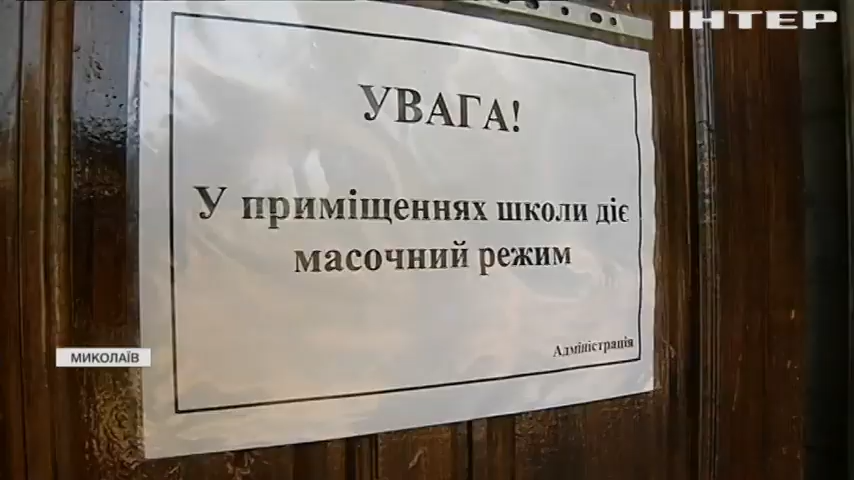 ІНТЕР
УВАГА!
У приміщеннях школи діє
масочний режим
Адміністрація
МИКОЛАЇВ